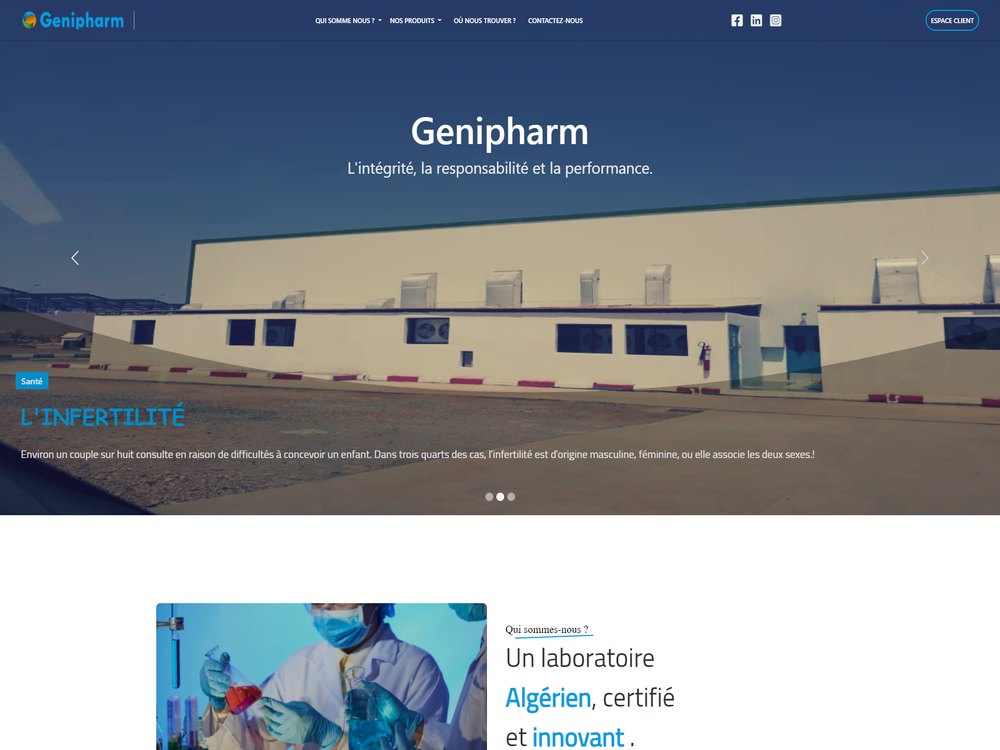 Genipharm
QUI SOMME NOUS ?
NOS PRODUITS
OÙ NOUS TROUVER ?
CONTACTEZ-NOUS
ESPACE CLIENT
Genipharm
L'intégrité, la responsabilité et la performance.
Santé
L'INFERTILITÉ
Environ un couple sur huit consulte en raison de difficultés à concevoir un enfant. Dans trois quarts des cas, l'infertilité est d'origine masculine, féminine, ou elle associe les deux sexes.!
Qui sommes-nous ?
Un laboratoire
Algérien, certifié
et innovant .